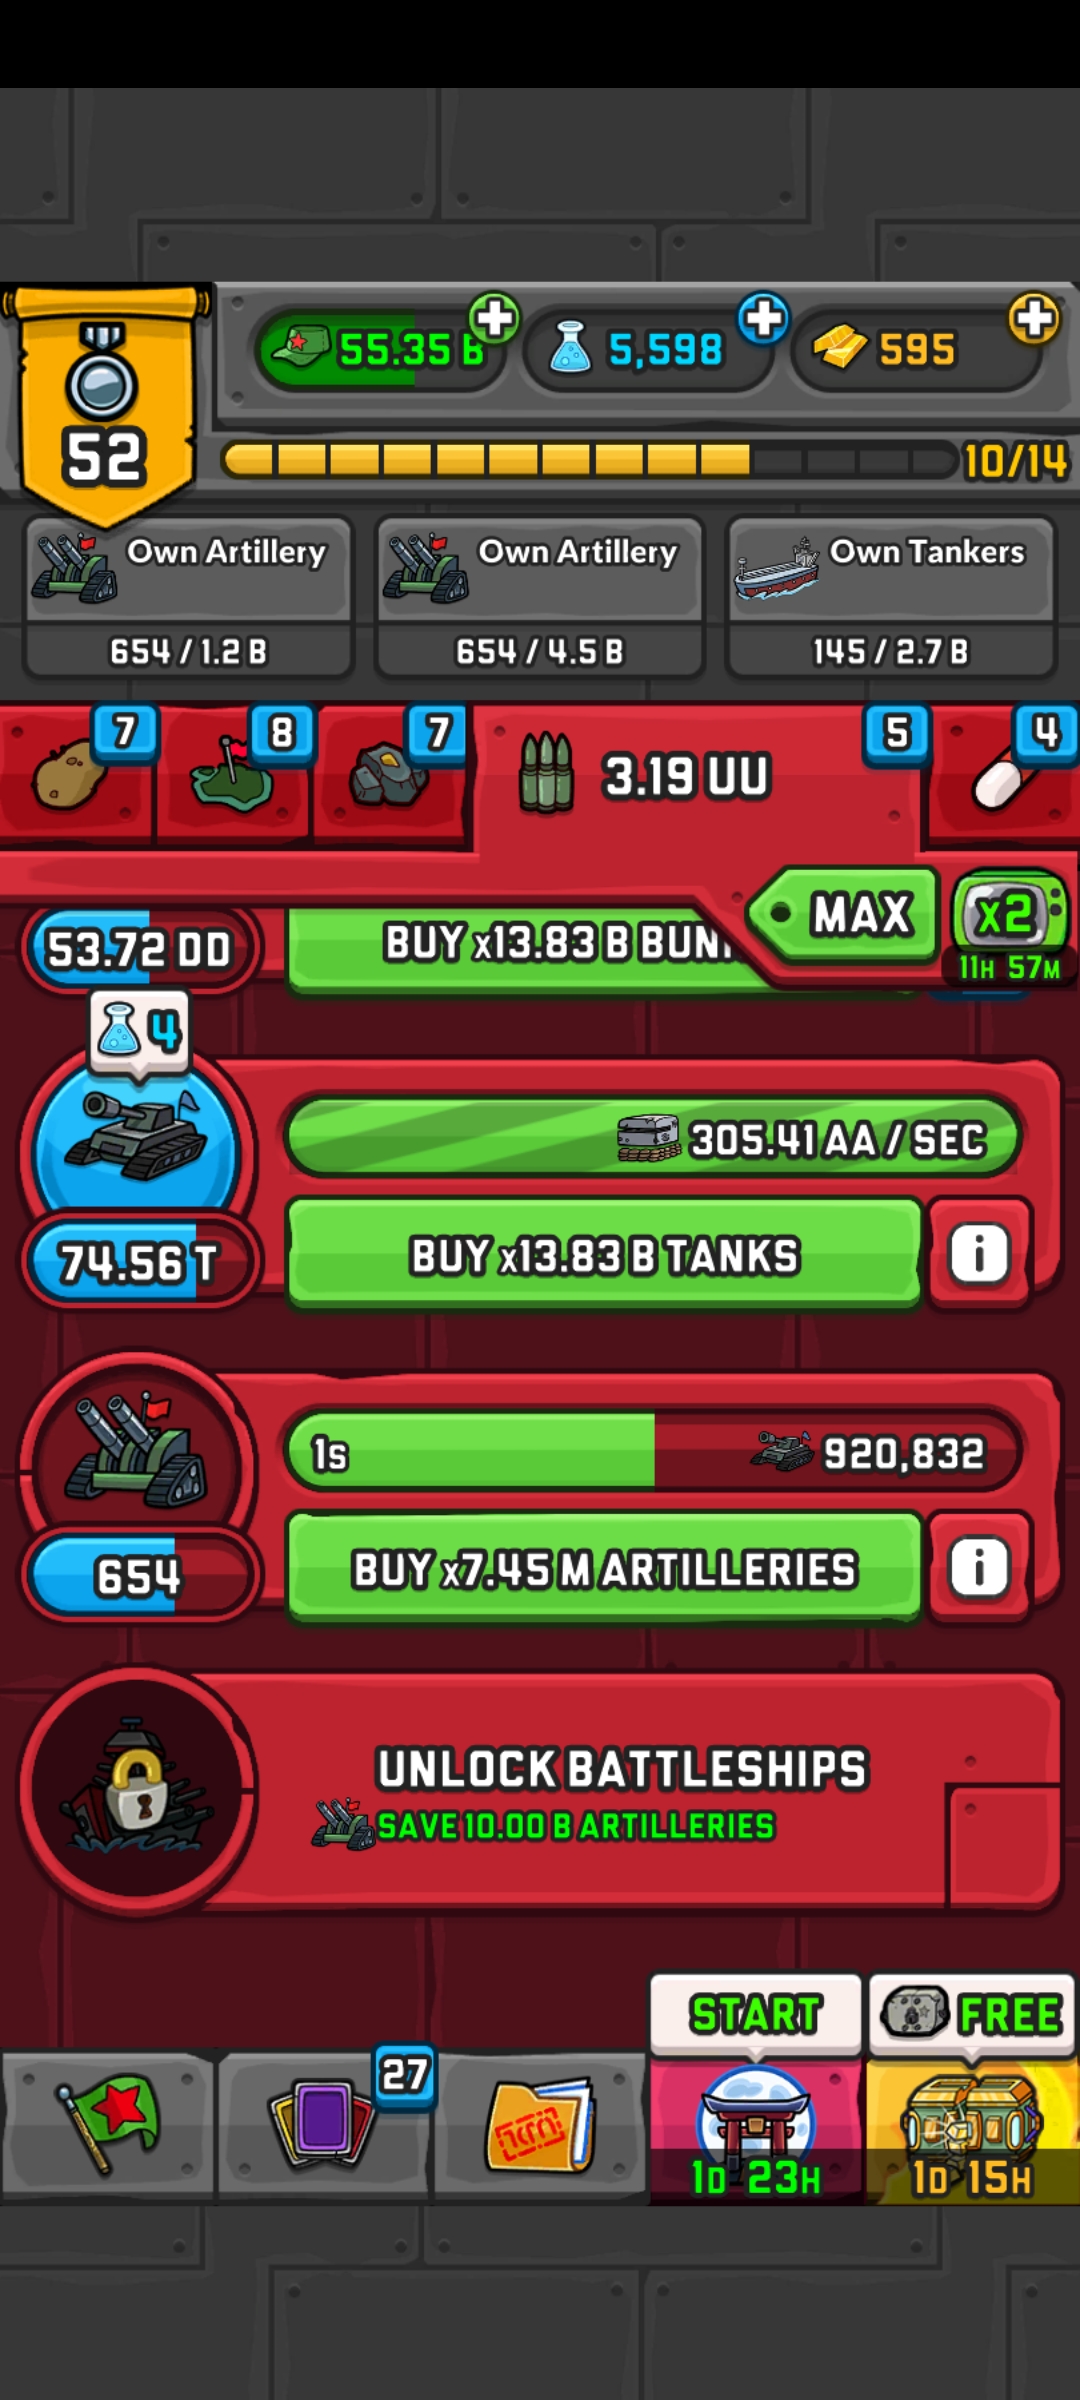 55.35 B
5,598
595
52
10/14
Own Artillery
654 / 1.2 B
Own Artillery
654 / 4.5 B
Own Tankers
145 / 2.7 B
7
8
7
3.19 UU
5
4
MAX
x2
11H 57M
53.72 DD
BUY x13.83 B
4
305.41 AA / SEC
74.56 T
BUY x13.83 B TANKS
i
1s
920,832
654
BUY x7.45 M ARTILLERIES
i
UNLOCK BATTLESHIPS
SAVE 10.00 B ARTILLERIES
START
FREE
27
1D 23H
1D 15H